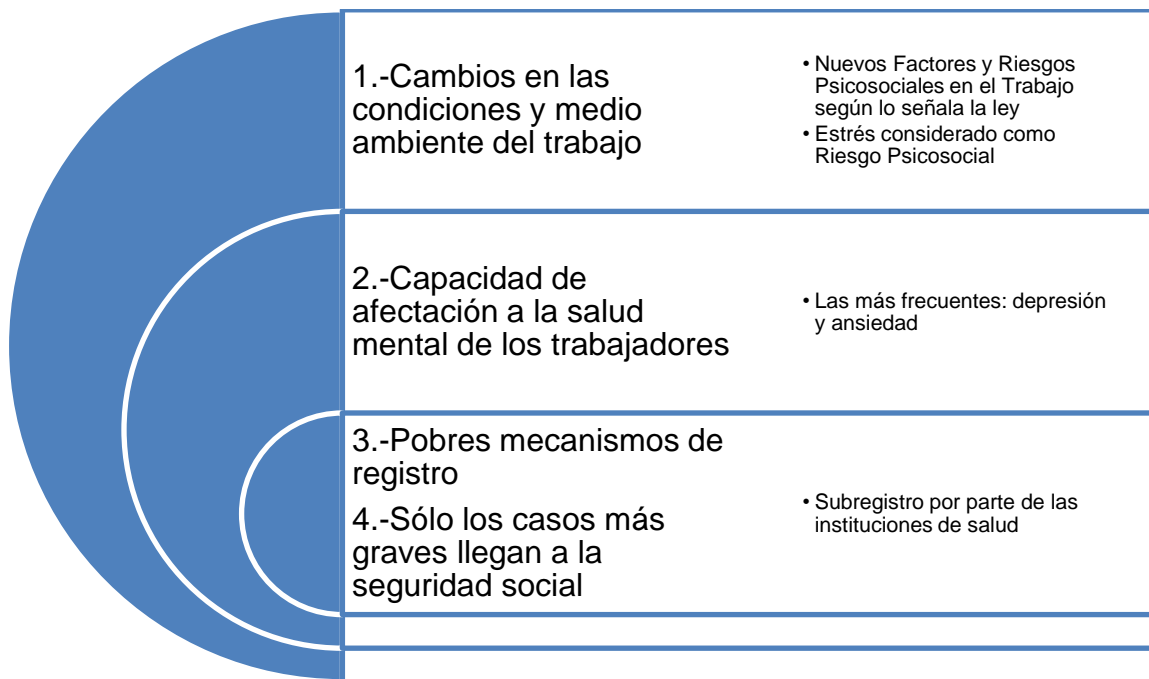 1.-Cambios en las
condiciones y medio
ambiente del trabajo
• Nuevos Factores y Riesgos
Psicosociales en el Trabajo
según lo señala la ley
• Estrés considerado como
Riesgo Psicosocial
2.-Capacidad de
afectación a la salud
mental de los trabajadores
• Las más frecuentes: depresión
y ansiedad
3.-Pobres mecanismos de
registro
4.-Sólo los casos más
graves llegan a la
seguridad social
• Subregistro por parte de las
instituciones de salud